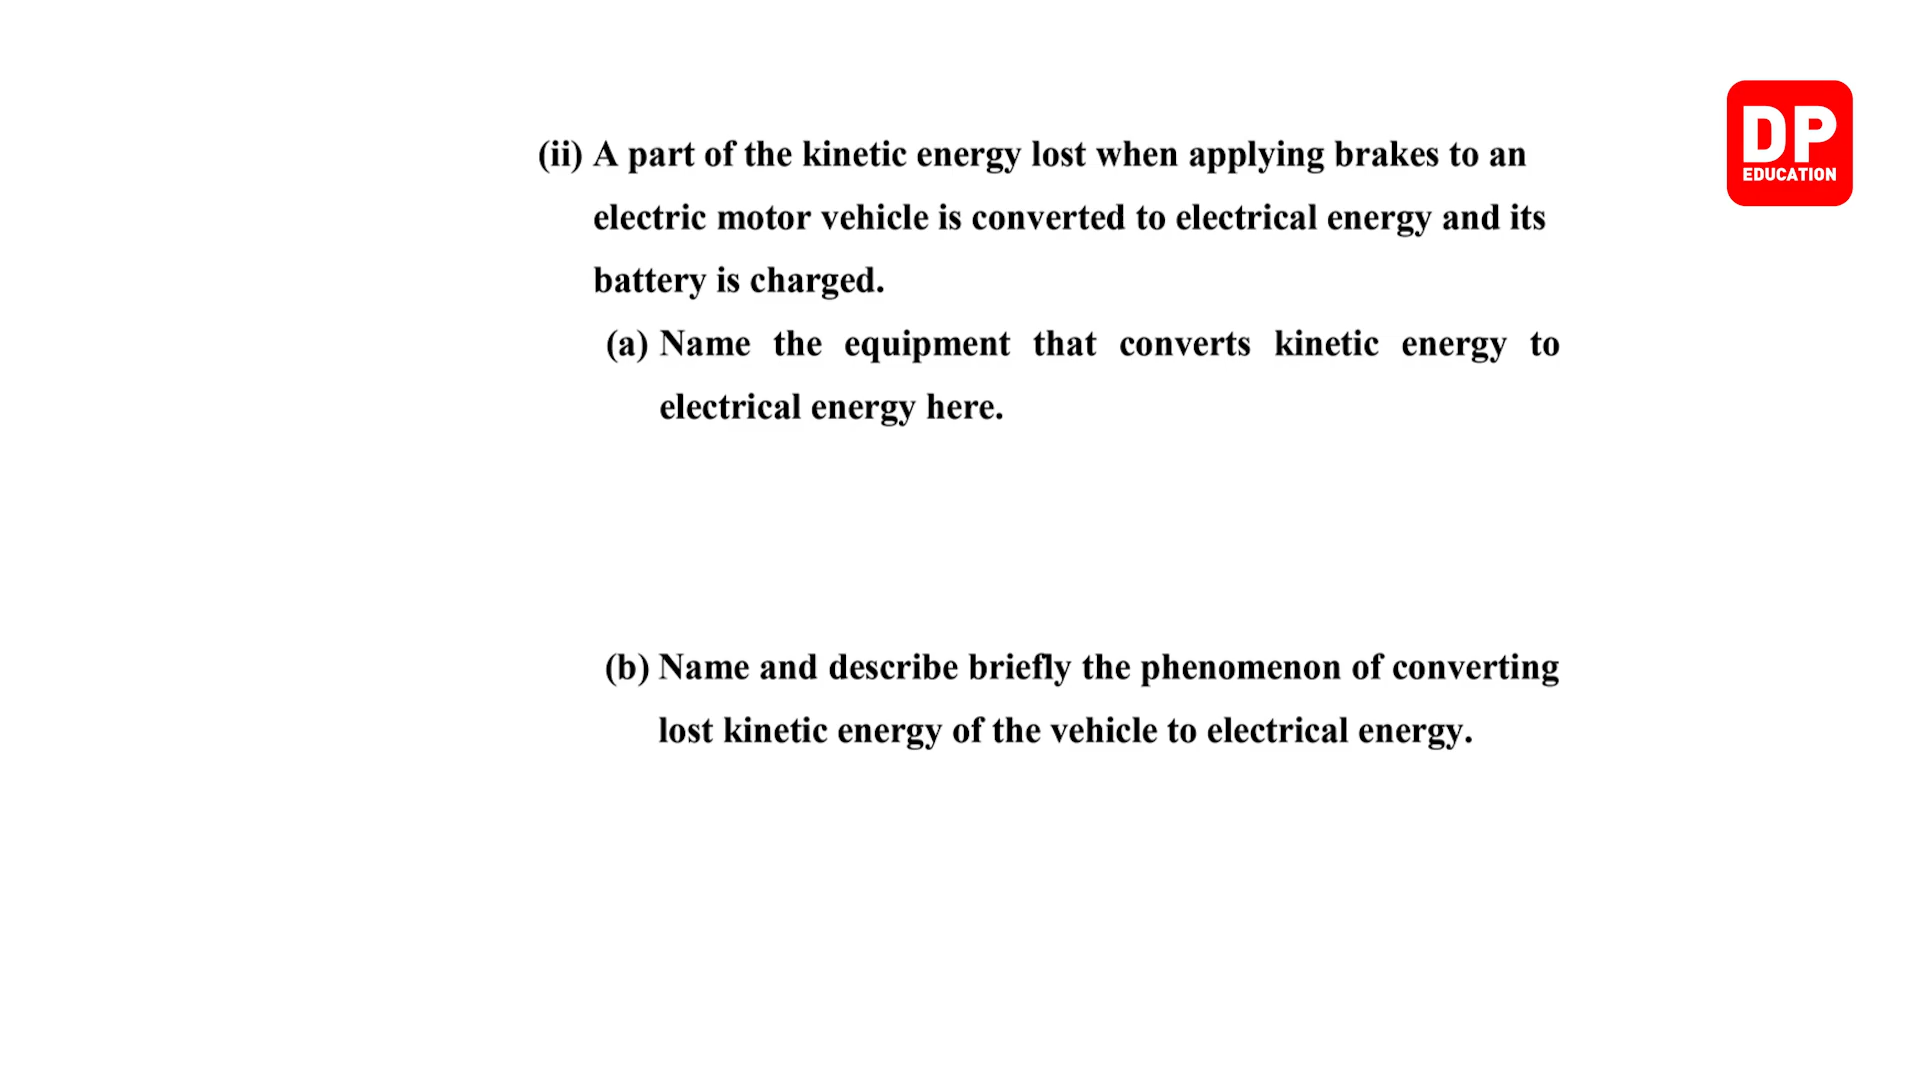 DP
EDUCATION
(ii) A part of the kinetic energy lost when applying brakes to an
electric motor vehicle is converted to electrical energy and its
battery is charged.
(a) Name the equipment that converts kinetic energy to
electrical energy here.
(b) Name and describe briefly the phenomenon of converting
lost kinetic energy of the vehicle to electrical energy.